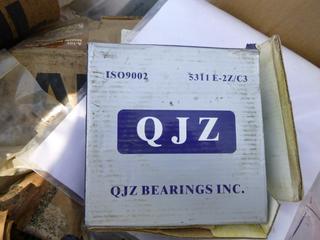 ISO9002 5311 E-2Z/C3
QJZ
QJZ BEARINGS INC.